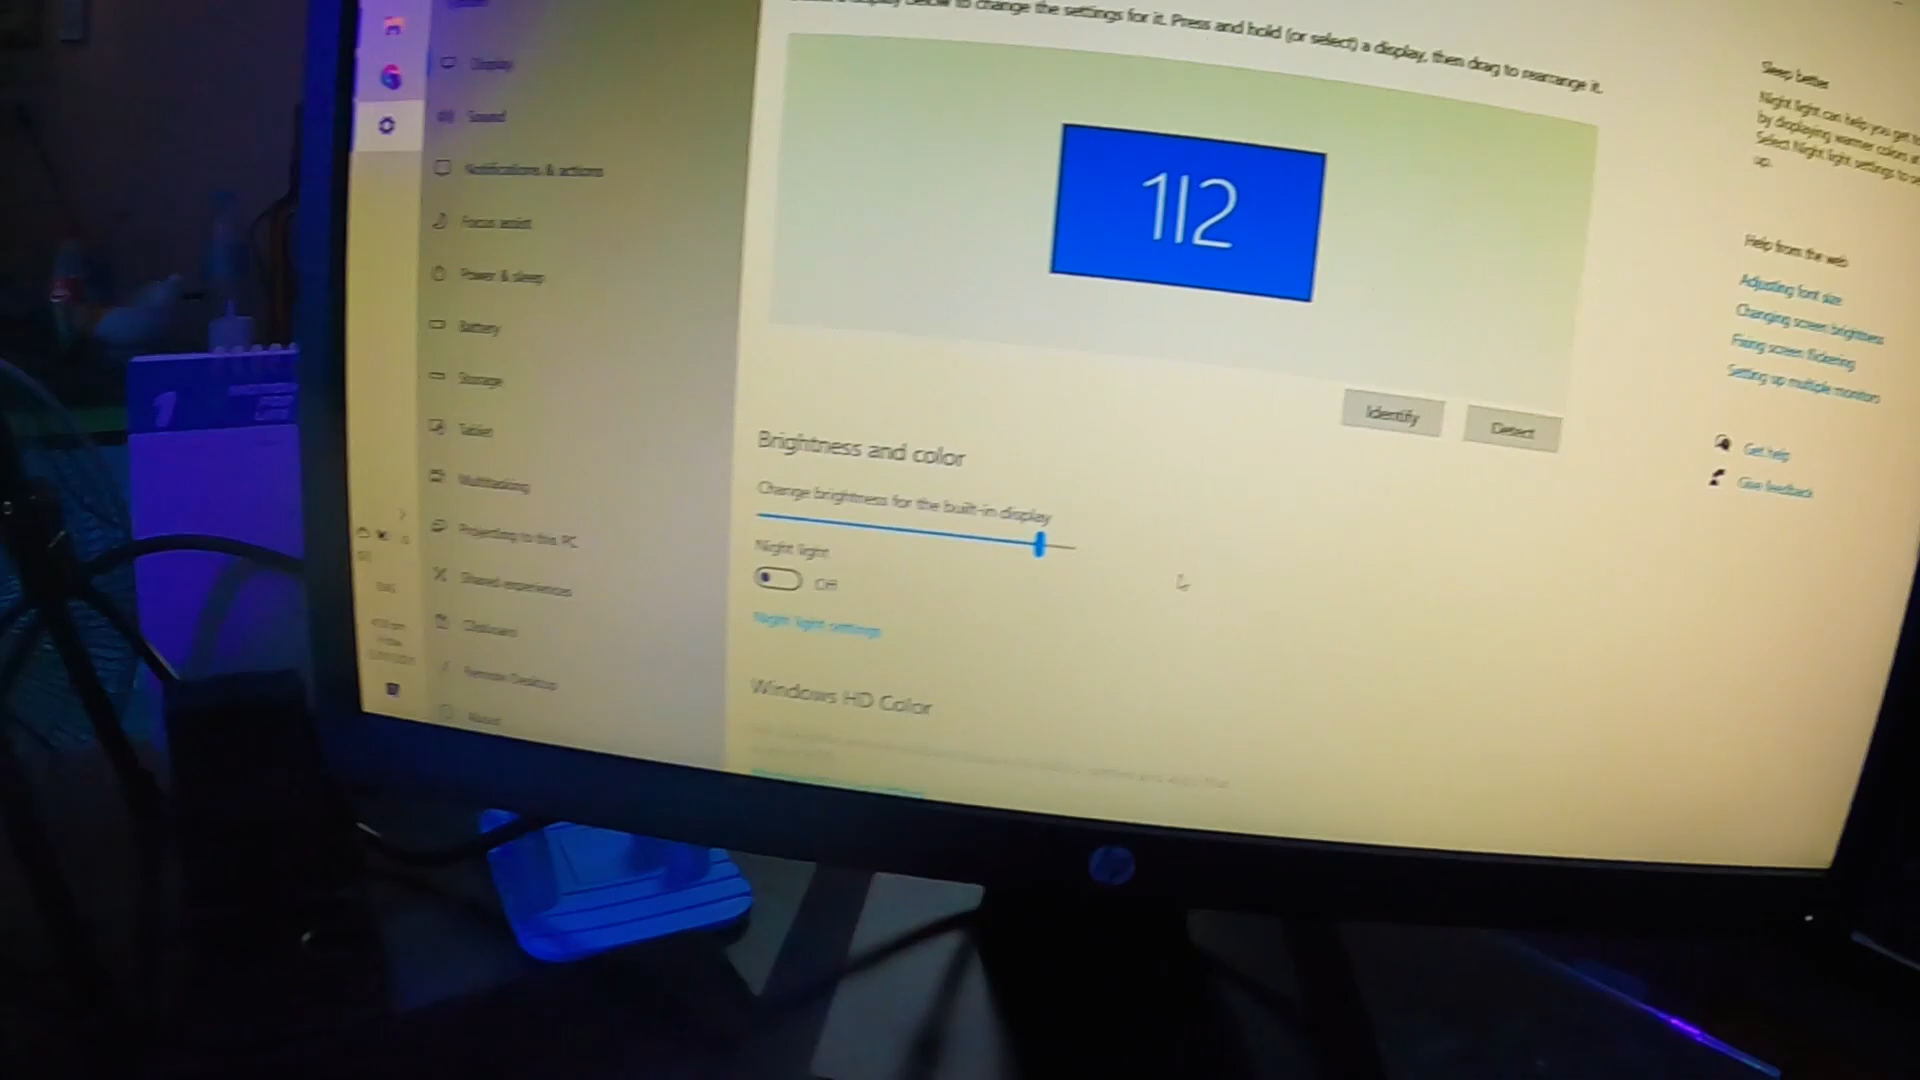 to change the settings for it. Press and hold (or select) a display, then drag to rearrange it.
Display
Sound
Notifications & actions
Focus assist
Power & sleep
Battery
Storage
Tablet
Multitasking
Projecting to this PC
Shared experiences
Clipboard
Remote Desktop
About
1|2
Identify
Detect
Brightness and color
Change brightness for the built-in display
Night light
Off
Night light settings
Windows HD Color
Sleep better
Night light can help you get to
by displaying warmer colors at
Select Night light settings to se
up.
Help from the web
Adjusting font size
Changing screen brightness
Fixing screen flickering
Setting up multiple monitors
Get help
Give feedback
1
hp